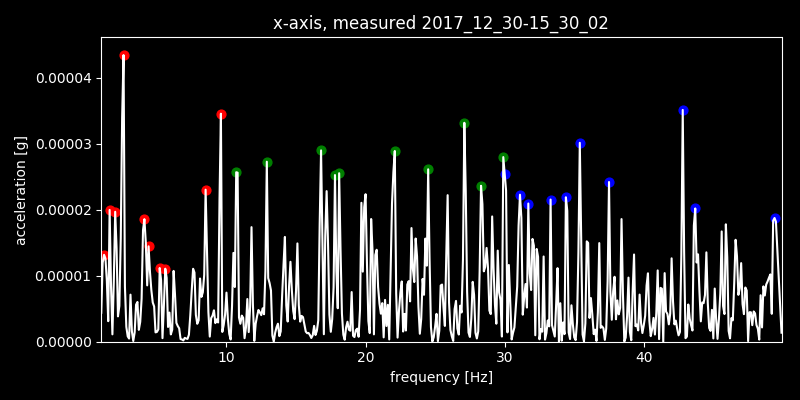 x-axis, measured 2017_12_30-15_30_02
acceleration [g]
0.00004
0.00003
0.00002
0.00001
0.00000
10 20 30 40
frequency [Hz]